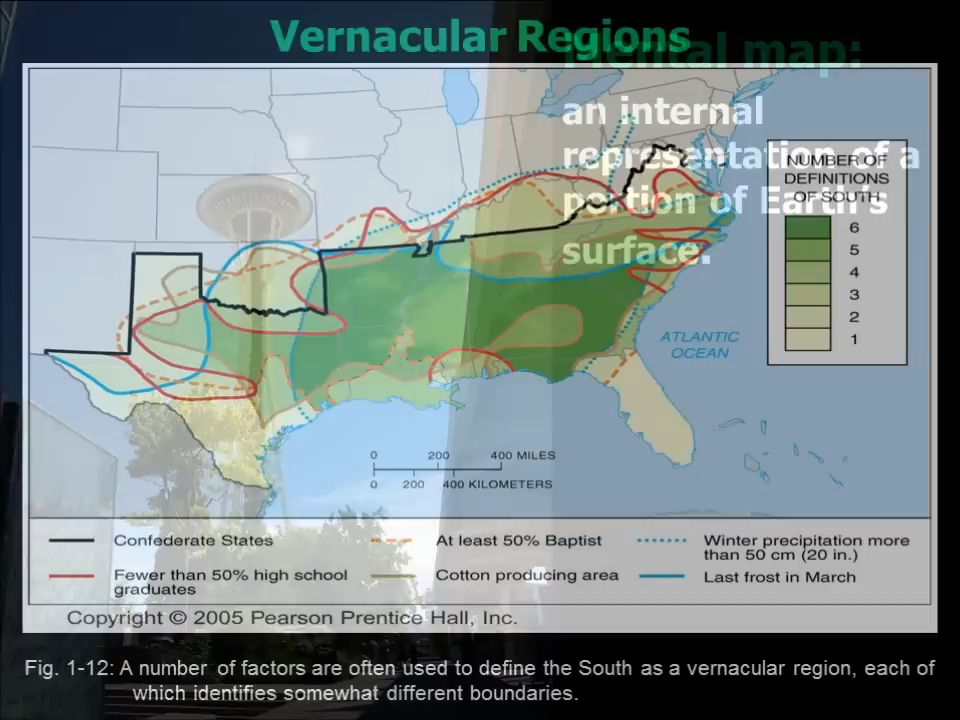 Vernacular Regions
Mental map:
an internal
representation of a
portion of Earth's
surface.
NUMBER OF
DEFINITIONS
OF SOUTH
6
5
4
3
2
1
ATLANTIC
OCEAN
0 200 400 MILES
0 200 400 KILOMETERS
Confederate States
At least 50% Baptist
Winter precipitation more
than 50 cm (20 in.)
Fewer than 50% high school
graduates
Cotton producing area
Last frost in March
Copyright © 2005 Pearson Prentice Hall, Inc.
Fig. 1-12: A number of factors are often used to define the South as a vernacular region, each of
which identifies somewhat different boundaries.